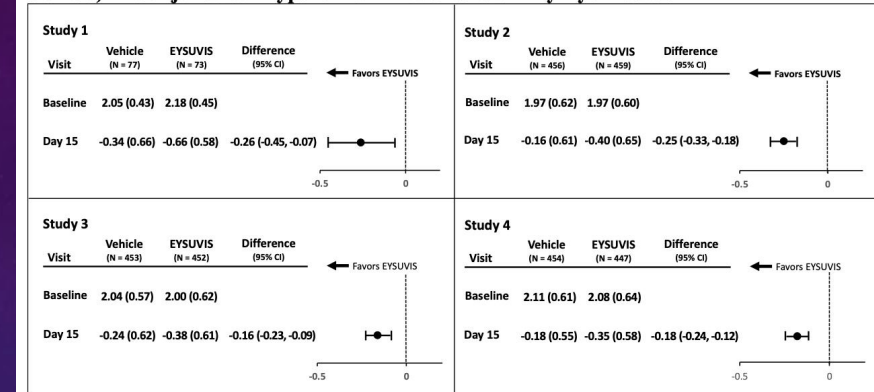 Study 1
Vehicle EYSUVIS Difference
Visit (N = 77) (N = 73) (95% CI)
Favors EYSUVIS
Baseline 2.05 (0.43) 2.18 (0.45)
Day 15 -0.34 (0.66) -0.66 (0.58) -0.26 (-0.45, -0.07)
-0.5 0
Study 2
Vehicle EYSUVIS Difference
Visit (N = 456) (N = 459) (95% CI)
Favors EYSUVIS
Baseline 1.97 (0.62) 1.97 (0.60)
Day 15 -0.16 (0.61) -0.40 (0.65) -0.25 (-0.33, -0.18)
-0.5 0
Study 3
Vehicle EYSUVIS Difference
Visit (N = 453) (N = 452) (95% CI)
Favors EYSUVIS
Baseline 2.04 (0.57) 2.00 (0.62)
Day 15 -0.24 (0.62) -0.38 (0.61) -0.16 (-0.23, -0.09)
-0.5 0
Study 4
Vehicle EYSUVIS Difference
Visit (N = 454) (N = 447) (95% CI)
Favors EYSUVIS
Baseline 2.11 (0.61) 2.08 (0.64)
Day 15 -0.18 (0.55) -0.35 (0.58) -0.18 (-0.24, -0.12)
-0.5 0